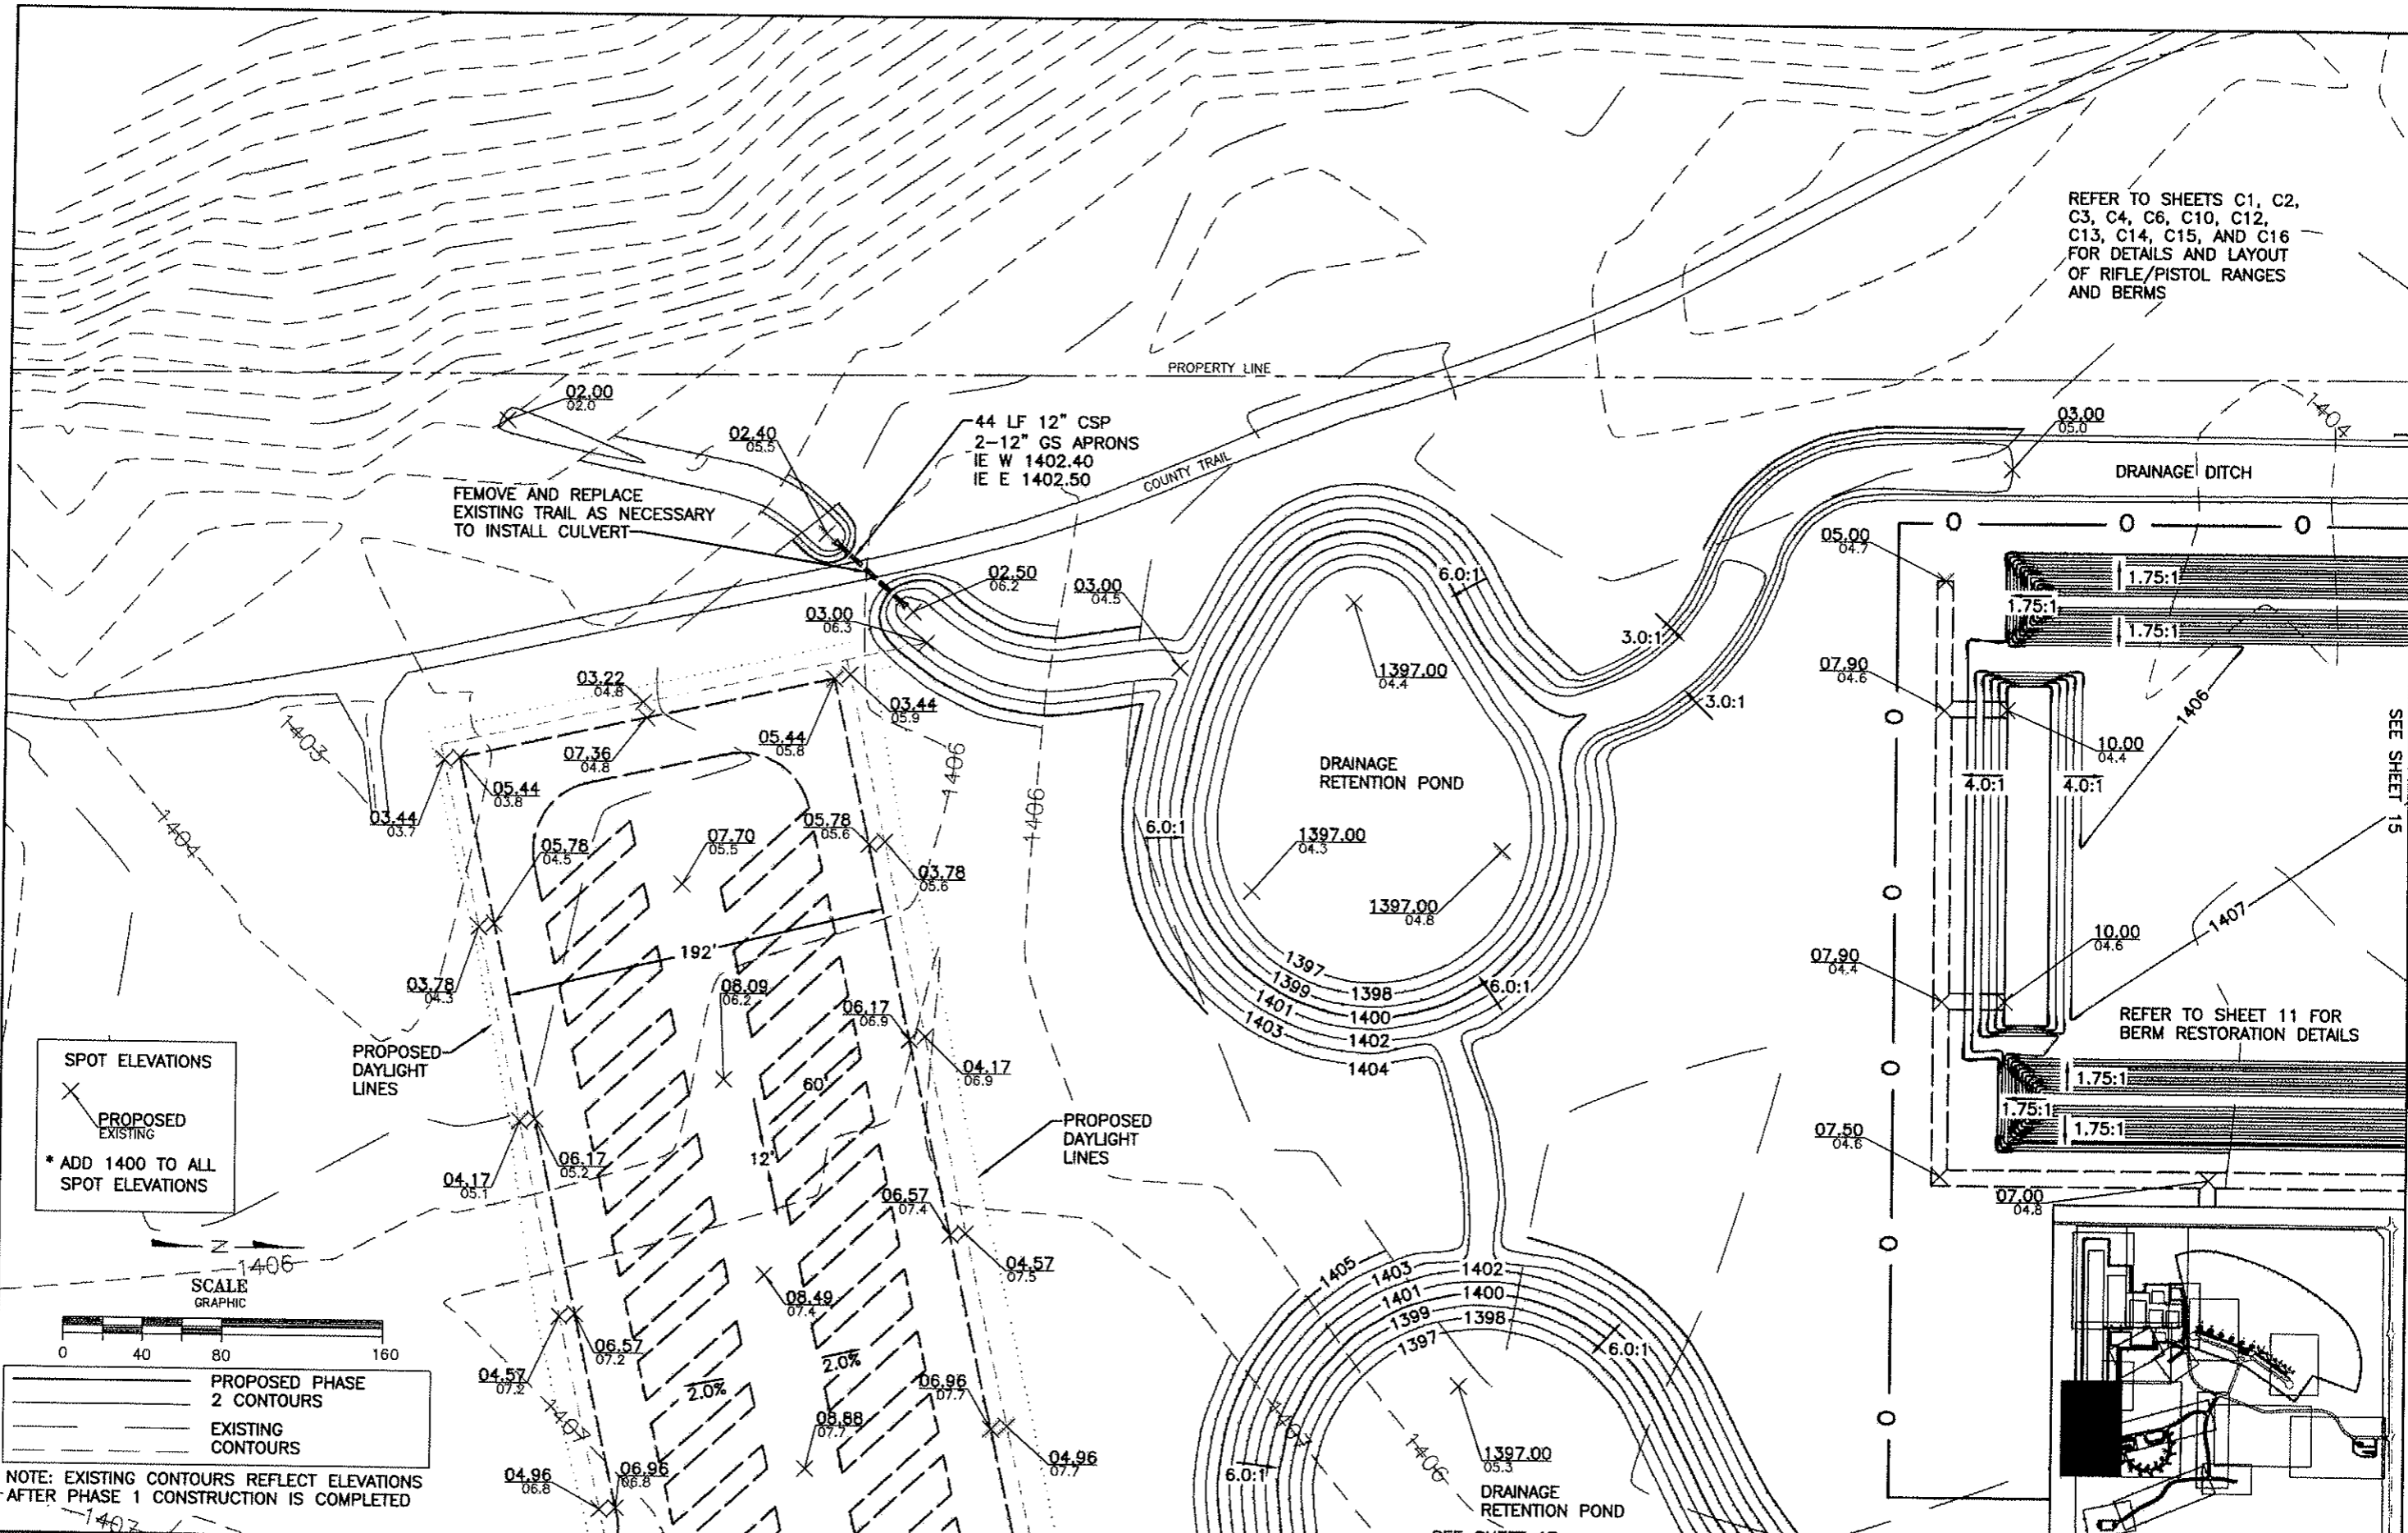 REFER TO SHEETS C1, C2,
C3, C4, C6, C10, C12,
C13, C14, C15, AND C16
FOR DETAILS AND LAYOUT
OF RIFLE/PISTOL RANGES
AND BERMS
PROPERTY LINE
02.00
02.0
02.40
05.5
44 LF 12" CSP
2-12" GS APRONS
IE W 1402.40
IE E 1402.50
COUNTY TRAIL
FEMOVE AND REPLACE
EXISTING TRAIL AS NECESSARY
TO INSTALL CULVERT
1404
03.00
05.0
DRAINAGE DITCH
O
O
O
05.00
04.7
1.75:1
1.75:1
1.75:1
02.50
06.2
03.00
04.5
6.0:1
03.00
06.3
3.0:1
3.0:1
1397.00
04.4
07.90
04.6
03.22
04.8
03.44
05.9
05.44
05.8
07.36
04.8
1403
05.44
03.8
03.44
03.7
1406
1406
1406
O
10.00
04.4
4.0:1
4.0:1
SEE SHEET 15
DRAINAGE
RETENTION POND
1404
05.78
04.5
07.70
05.5
05.78
05.6
03.78
05.6
6.0:1
1397.00
04.3
1397.00
04.8
O
1407
192'
03.78
04.3
08.09
06.2
06.17
06.9
1397
1398
1399
1400
1401
1402
1403
1404
6.0:1
07.90
04.4
10.00
04.6
REFER TO SHEET 11 FOR
BERM RESTORATION DETAILS
SPOT ELEVATIONS
PROPOSED
EXISTING
* ADD 1400 TO ALL
SPOT ELEVATIONS
PROPOSED
DAYLIGHT
LINES
60'
12'
04.17
06.9
PROPOSED
DAYLIGHT
LINES
O
1.75:1
1.75:1
1.75:1
07.50
04.6
04.17
05.1
06.17
05.2
06.57
07.4
07.00
04.8
N
1406
SCALE
GRAPHIC
0 40 80 160
04.57
07.5
08.49
07.4
O
1405
1403
1402
1401
1400
1399
1398
1397
6.0:1
04.57
07.2
06.57
07.2
2.0%
2.0%
PROPOSED PHASE
2 CONTOURS
EXISTING
CONTOURS
06.96
07.7
08.88
07.7
1407
1406
O
04.96
07.7
6.0:1
1397.00
05.3
DRAINAGE
RETENTION POND
04.96
06.8
06.96
06.8
NOTE: EXISTING CONTOURS REFLECT ELEVATIONS
AFTER PHASE 1 CONSTRUCTION IS COMPLETED
1407